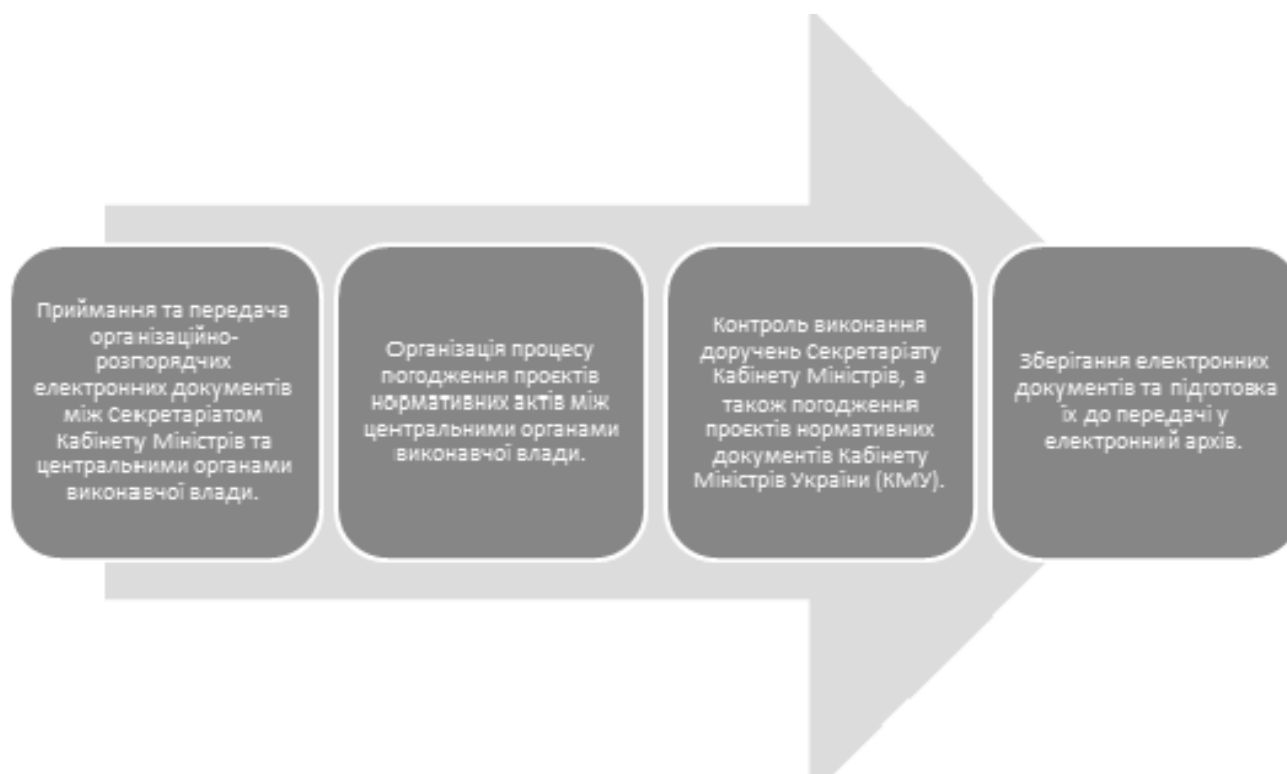 Приймання та передача
організаційно-
розпорядчих
електронних документів
між Секретаріатом
Кабінету Міністрів та
центральними органами
виконавчої влади.
Організація процесу
погодження проєктів
нормативних актів між
центральними органами
виконавчої влади.
Контроль виконання
доручень Секретаріату
Кабінету Міністрів, а
також погодження
проєктів нормативних
документів Кабінету
Міністрів України (КМУ).
Зберігання електронних
документів та підготовка
їх до передачі у
електронний архів.